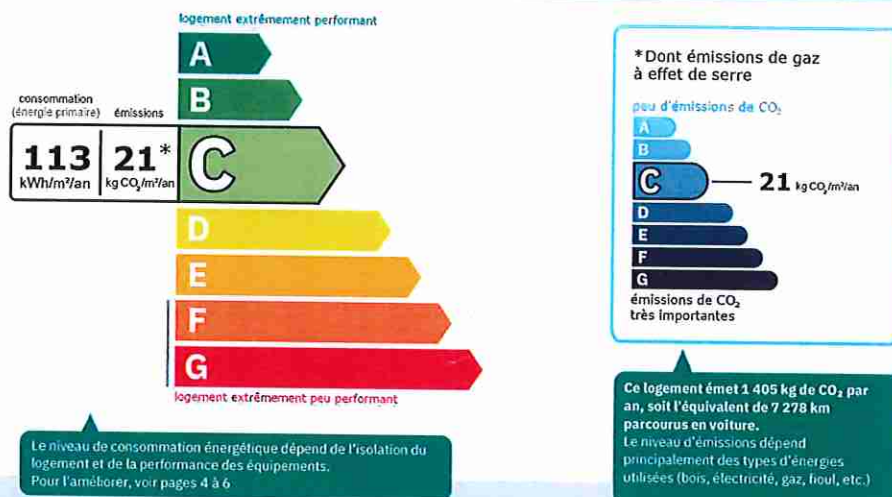 logement extrêmement performant
A
B
consommation
(énergie primaire)
émissions
113
kWh/m²/an
21*
kg CO₂/m²/an
C
D
E
F
G
logement extrêmement peu performant
Le niveau de consommation énergétique dépend de l'isolation du
logement et de la performance des équipements.
Pour l'améliorer, voir pages 4 à 6
*Dont émissions de gaz
à effet de serre
peu d'émissions de CO₂
A
B
C
21 kg CO₂/m²/an
D
E
F
G
émissions de CO₂
très importantes
Ce logement émet 1 405 kg de CO₂ par
an, soit l'équivalent de 7 278 km
parcourus en voiture.
Le niveau d'émissions dépend
principalement des types d'énergies
utilisées (bois, électricité, gaz, fioul, etc.)